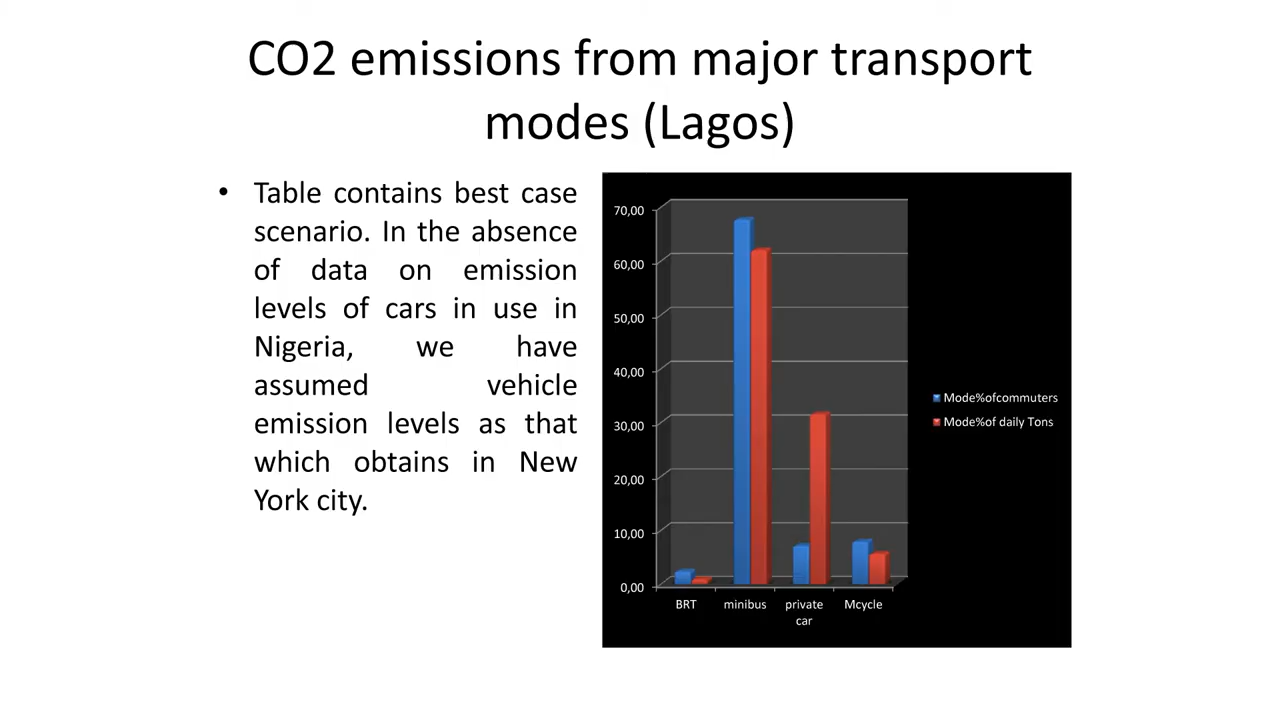 CO2 emissions from major transport
modes (Lagos)
• Table contains best case
scenario. In the absence
of data on emission
levels of cars in use in
Nigeria, we have
assumed vehicle
emission levels as that
which obtains in New
York city.
70,00
60,00
50,00
40,00
30,00
20,00
10,00
0,00
BRT minibus private Mcycle
car
Mode%ofcommuters
Mode%of daily Tons